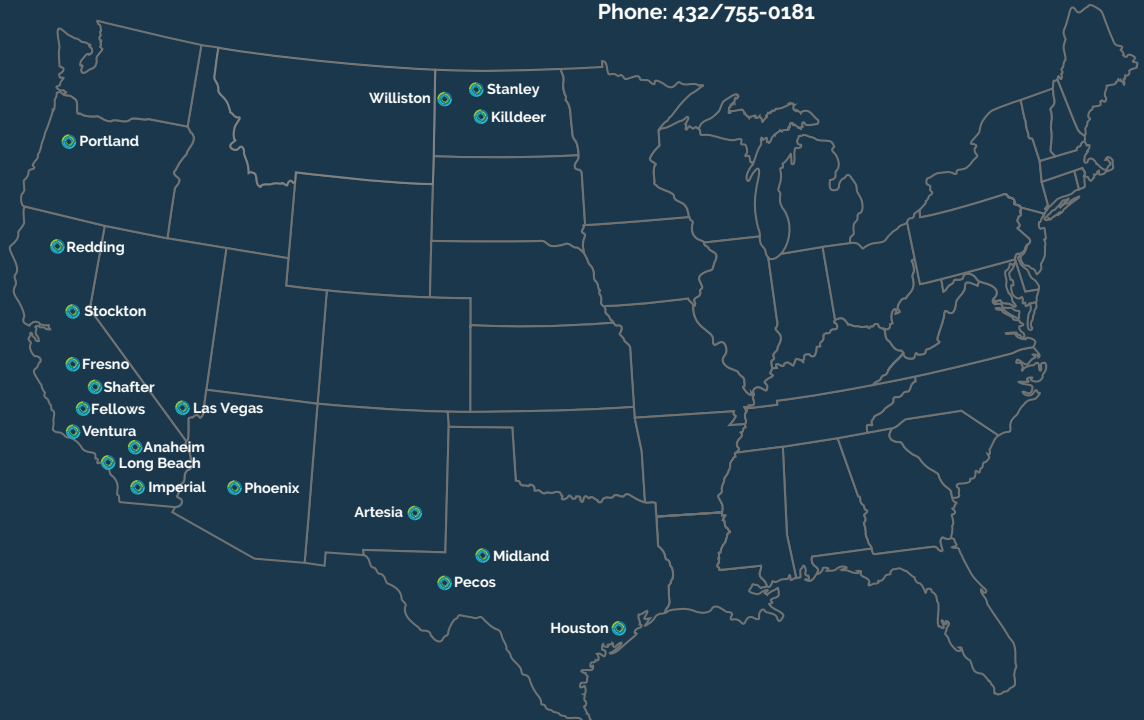 Phone: 432/755-0181
Stanley
Williston
Killdeer
Portland
Redding
Stockton
Fresno
Shafter
Fellows
Las Vegas
Ventura
Anaheim
Long Beach
Imperial
Phoenix
Artesia
Midland
Pecos
Houston